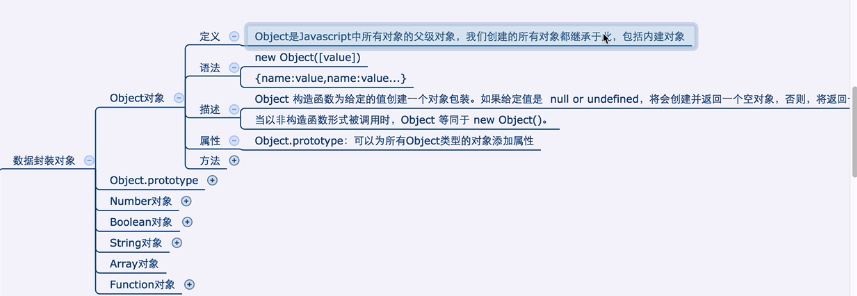 定义
Object是Javascript中所有对象的父级对象，我们创建的所有对象都继承于此，包括内建对象
语法
new Object([value])
{name:value,name:value...}
Object对象
描述
Object 构造函数为给定的值创建一个对象包装。如果给定值是 null or undefined，将会创建并返回一个空对象，否则，将返回一
当以非构造函数形式被调用时，Object 等同于 new Object()。
属性
Object.prototype：可以为所有Object类型的对象添加属性
方法
数据封装对象
Object.prototype
Number对象
Boolean对象
String对象
Array对象
Function对象